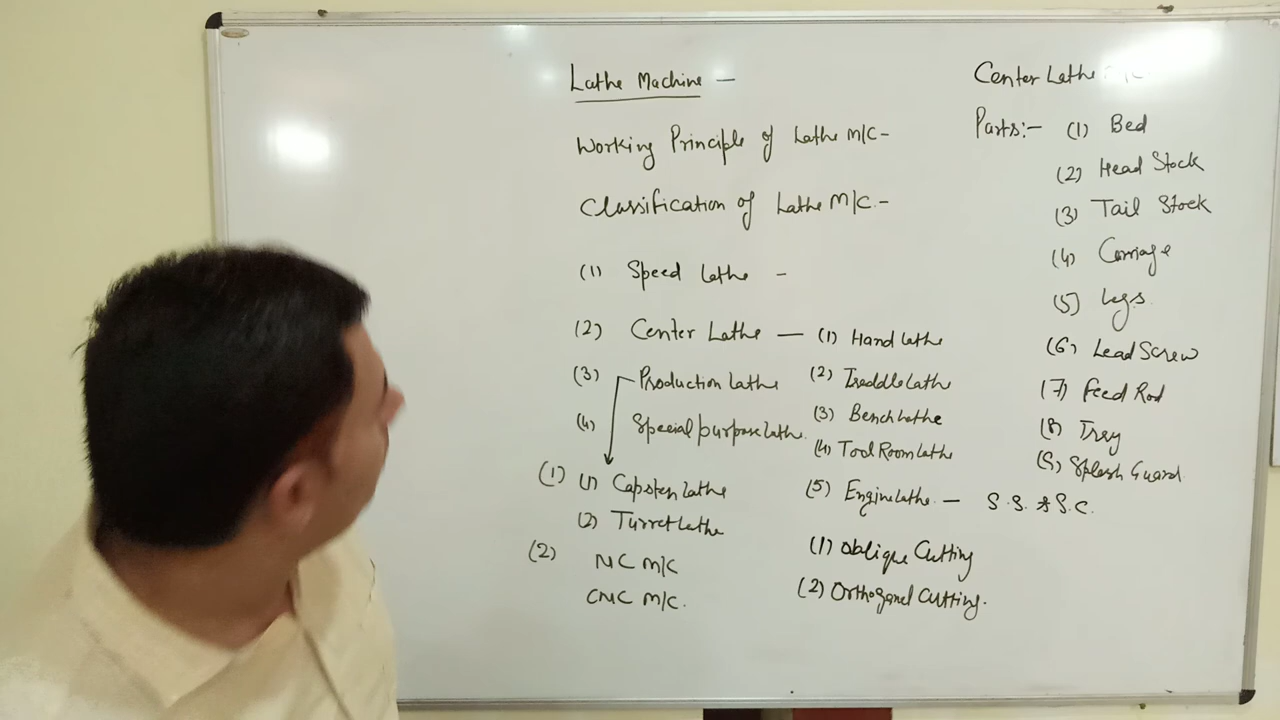 Lathe Machine —
Working Principle of Lathe M/C-
Classification of Lathe M/C.-
(1) Speed Lathe -
(2) Center Lathe — (1) Hand Lathe
(3) Production Lathe (2) Treddle Lathe
(4) Special purpose Lathe. (3) Bench Lathe
(4) Tool Room Lathe
(1) (1) Capsten Lathe (5) Engine Lathe — S.S. & S.C.
(2) Turret Lathe
(2) NC M/C (1) Oblique Cutting
CNC M/C. (2) Orthogonal Cutting.
Center Lathe
Parts:- (1) Bed
(2) Head Stock
(3) Tail Stock
(4) Carriage
(5) Legs.
(6) Lead Screw
(7) Feed Rod
(8) Tray
(9) Splash Guard